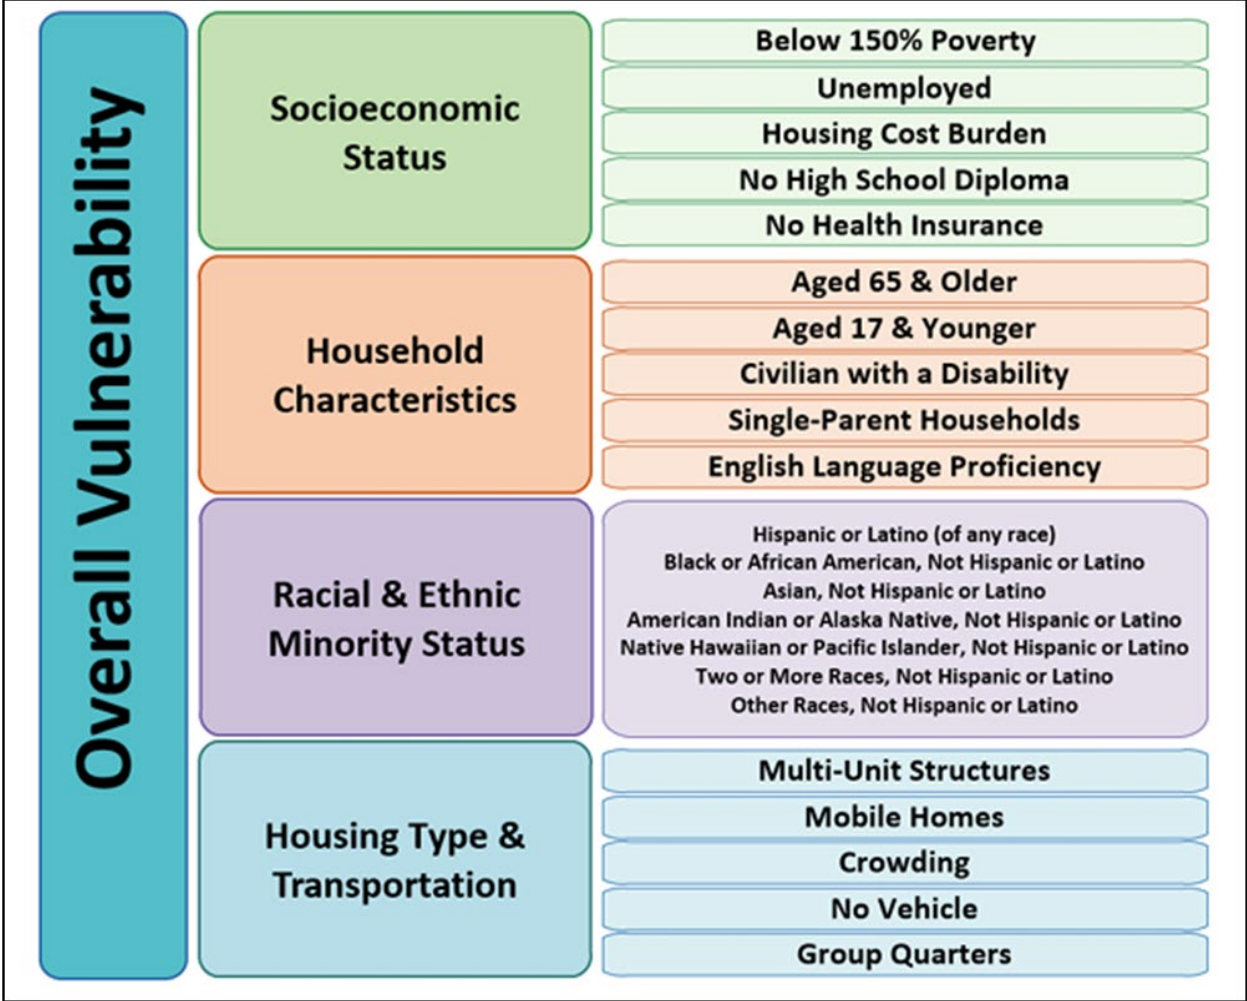 Overall Vulnerability
Socioeconomic
Status
Below 150% Poverty
Unemployed
Housing Cost Burden
No High School Diploma
No Health Insurance
Household
Characteristics
Aged 65 & Older
Aged 17 & Younger
Civilian with a Disability
Single-Parent Households
English Language Proficiency
Racial & Ethnic
Minority Status
Hispanic or Latino (of any race)
Black or African American, Not Hispanic or Latino
Asian, Not Hispanic or Latino
American Indian or Alaska Native, Not Hispanic or Latino
Native Hawaiian or Pacific Islander, Not Hispanic or Latino
Two or More Races, Not Hispanic or Latino
Other Races, Not Hispanic or Latino
Housing Type &
Transportation
Multi-Unit Structures
Mobile Homes
Crowding
No Vehicle
Group Quarters